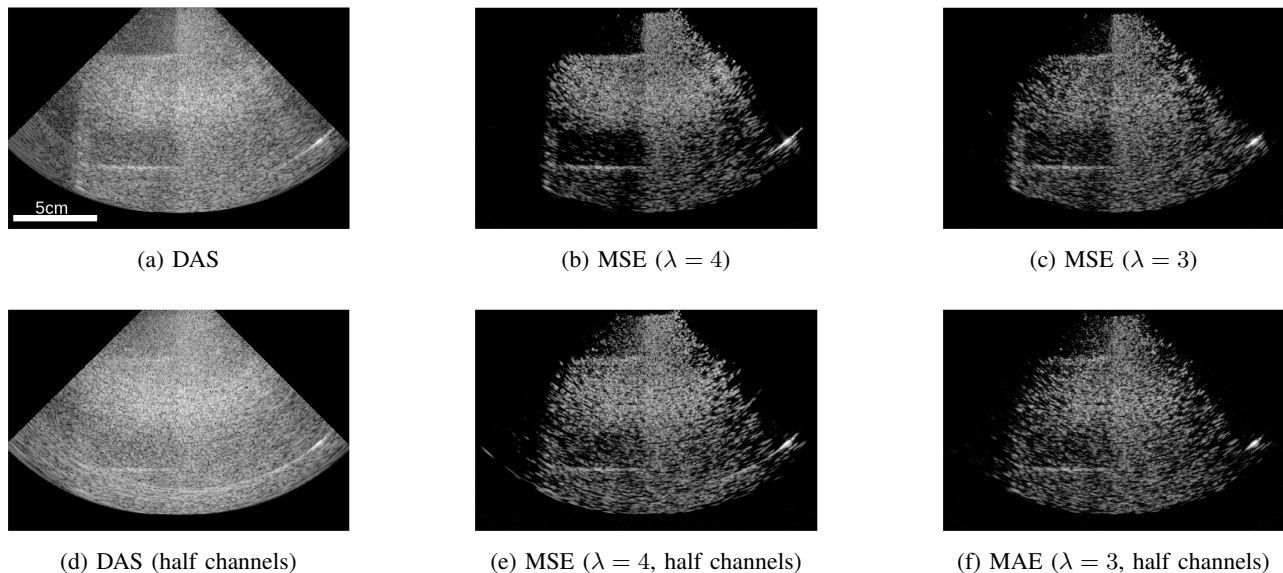 5cm
(a) DAS
(b) MSE (λ = 4)
(c) MSE (λ = 3)
(d) DAS (half channels)
(e) MSE (λ = 4, half channels)
(f) MAE (λ = 3, half channels)